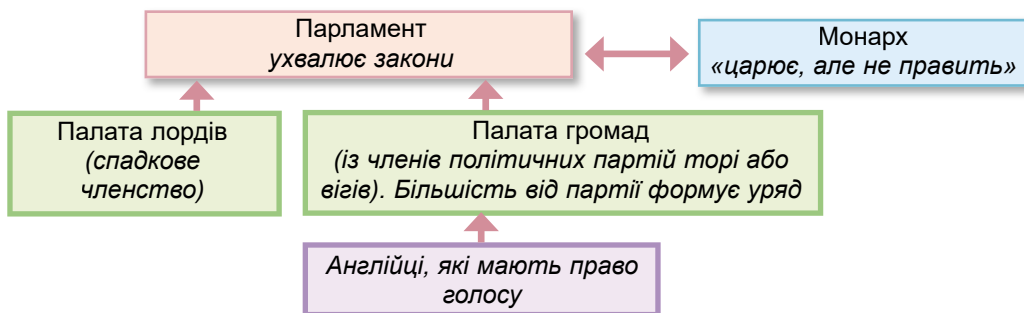 Парламент
ухвалює закони
Монарх
«царює, але не править»
Палата лордів
(спадкове
членство)
Палата громад
(із членів політичних партій торі або
вігів). Більшість від партії формує уряд
Англійці, які мають право
голосу